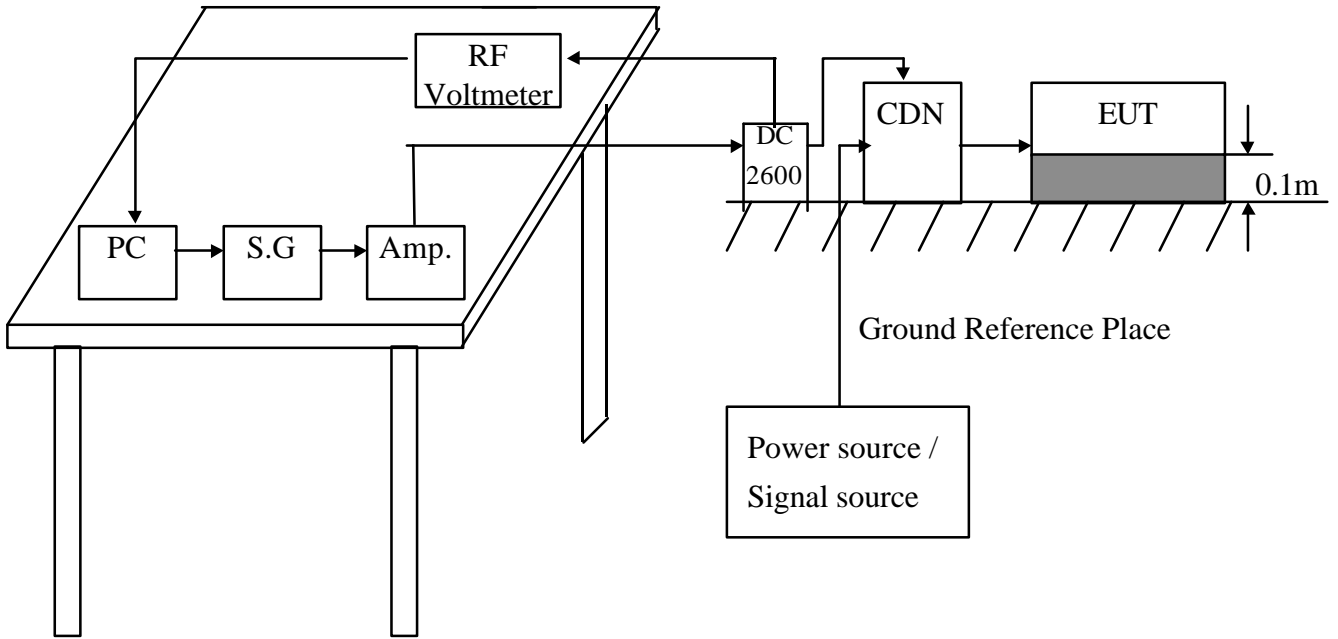 RF
Voltmeter
DC
2600
CDN
EUT
0.1m
PC
S.G
Amp.
Ground Reference Place
Power source /
Signal source